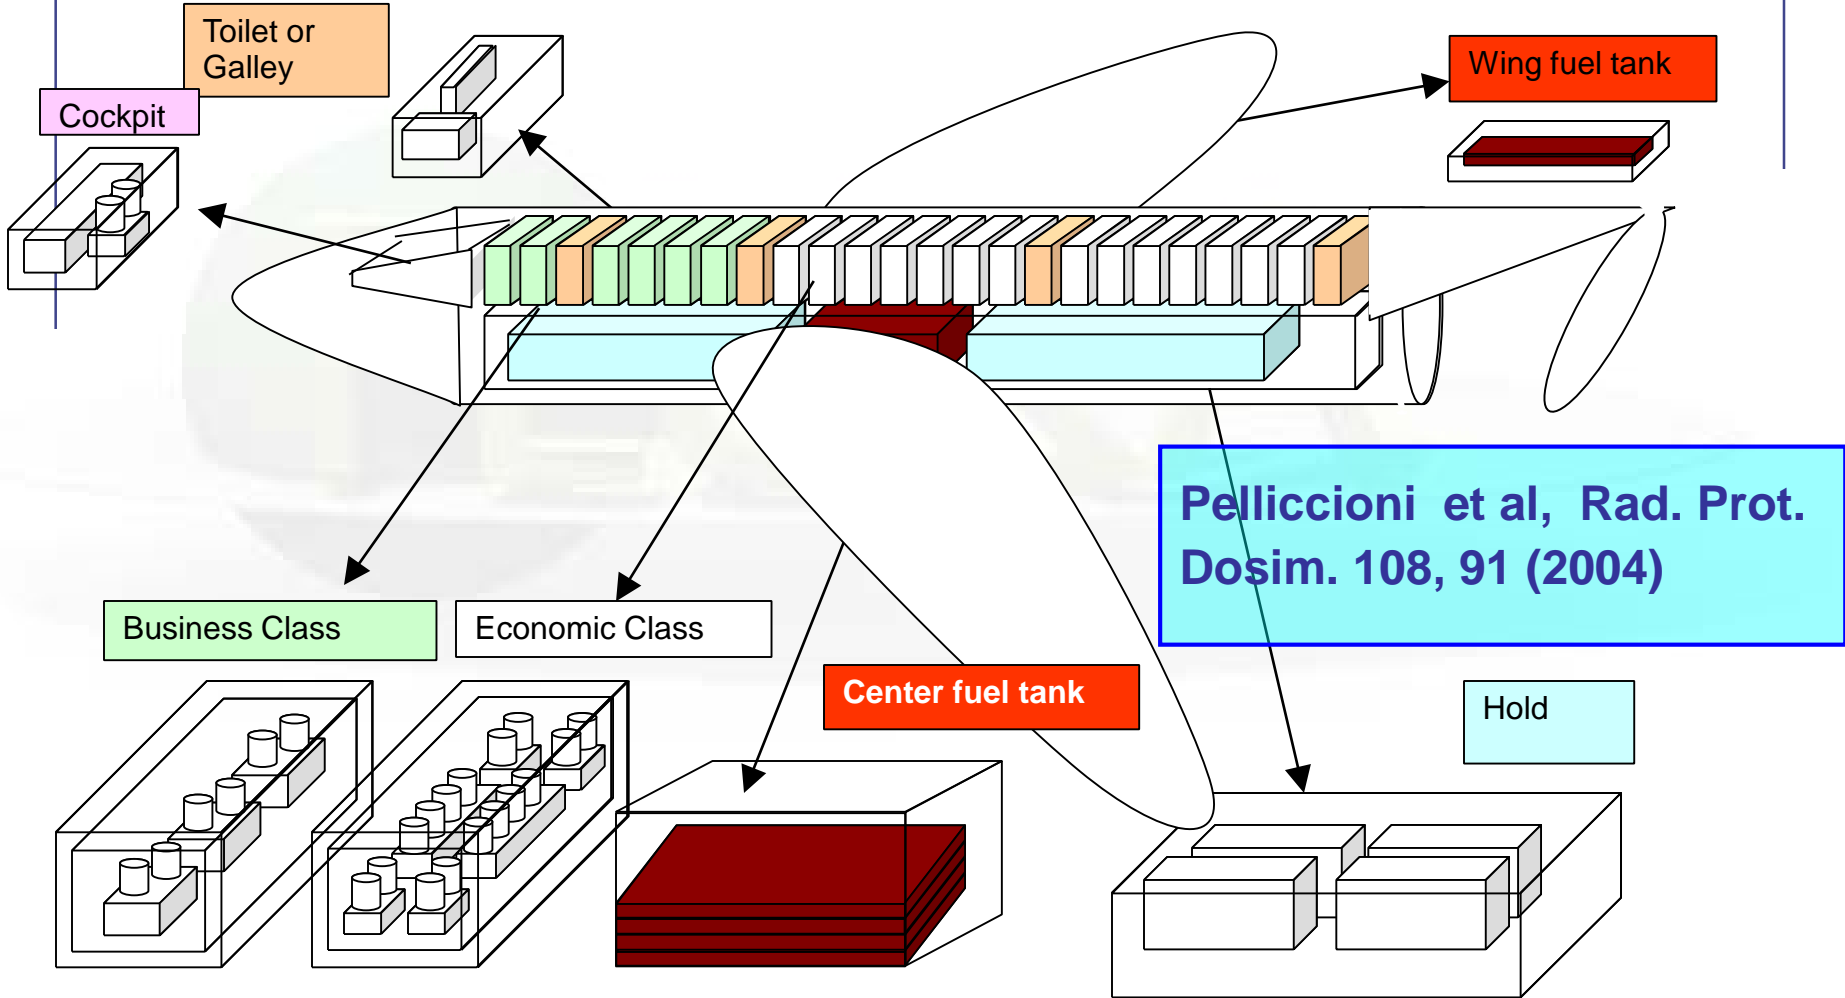 Toilet or
Galley
Wing fuel tank
Cockpit
Pelliccioni et al, Rad. Prot.
Dosim. 108, 91 (2004)
Business Class
Economic Class
Center fuel tank
Hold